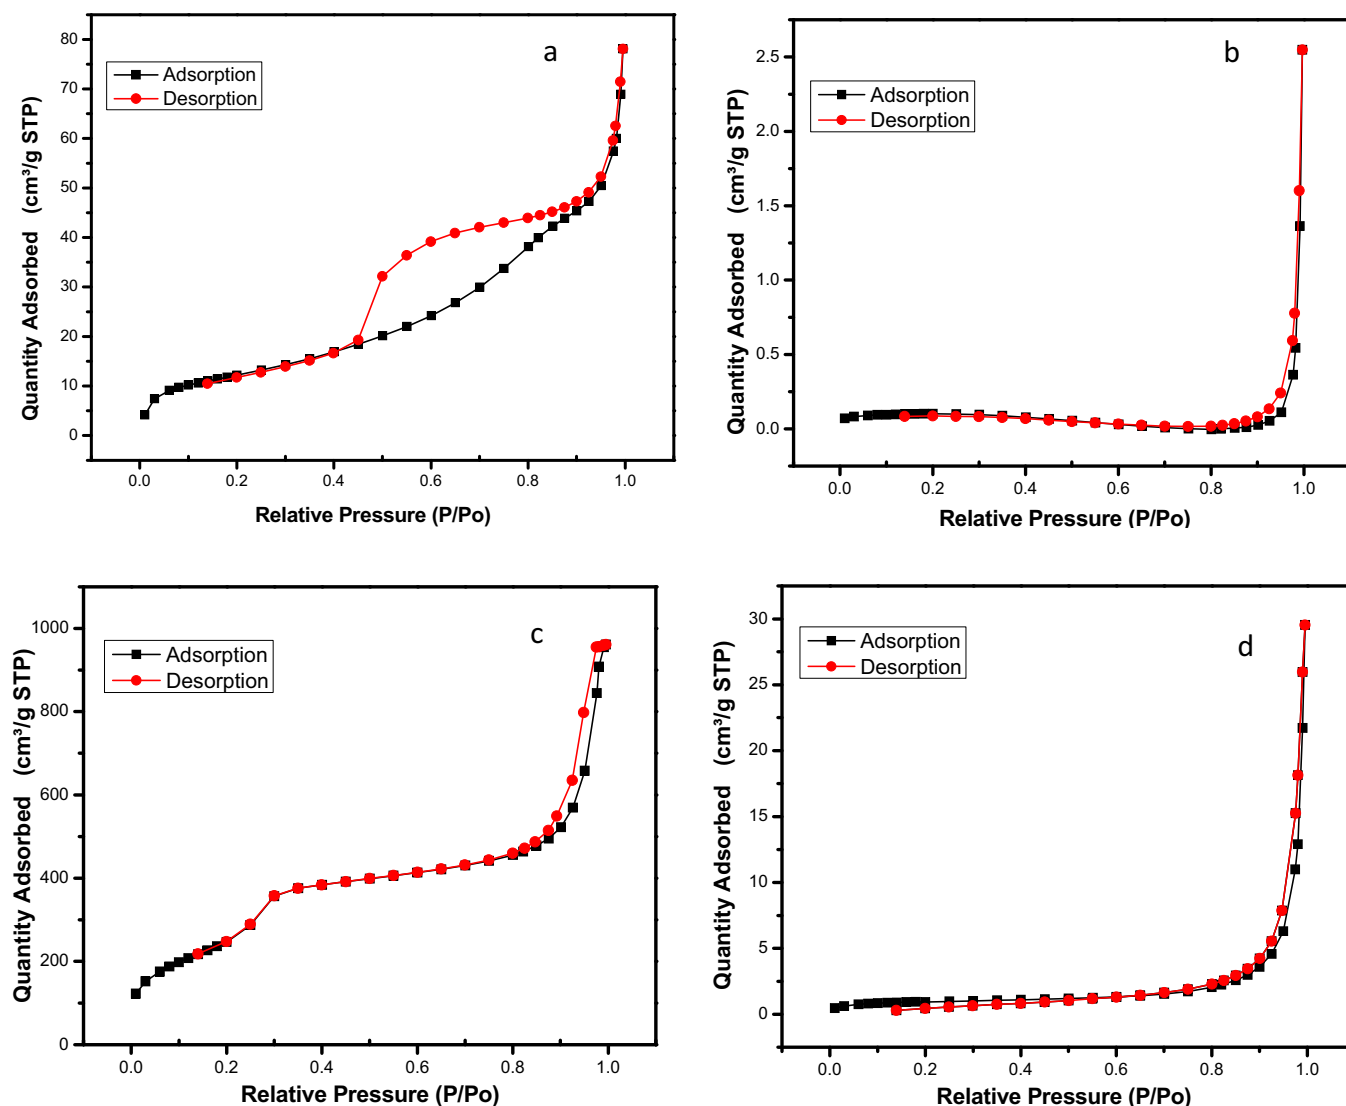 a
Adsorption
Desorption
Quantity Adsorbed (cm³/g STP)
80
70
60
50
40
30
20
10
0
0.0 0.2 0.4 0.6 0.8 1.0
Relative Pressure (P/Po)
b
Adsorption
Desorption
Quantity Adsorbed (cm³/g STP)
2.5
2.0
1.5
1.0
0.5
0.0
0.0 0.2 0.4 0.6 0.8 1.0
Relative Pressure (P/Po)
c
Adsorption
Desorption
Quantity Adsorbed (cm³/g STP)
1000
800
600
400
200
0
0.0 0.2 0.4 0.6 0.8 1.0
Relative Pressure (P/Po)
d
Adsorption
Desorption
Quantity Adsorbed (cm³/g STP)
30
25
20
15
10
5
0
0.0 0.2 0.4 0.6 0.8 1.0
Relative Pressure (P/Po)